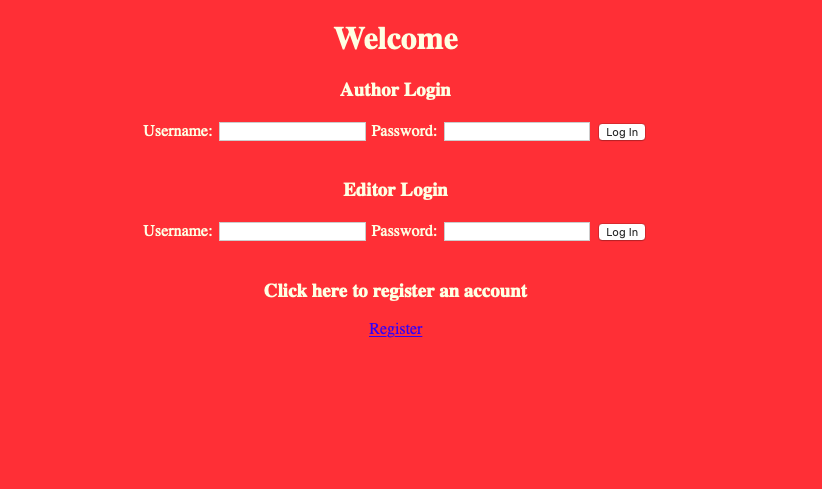 Welcome
Author Login
Username: Password: Log In
Editor Login
Username: Password: Log In
Click here to register an account
Register